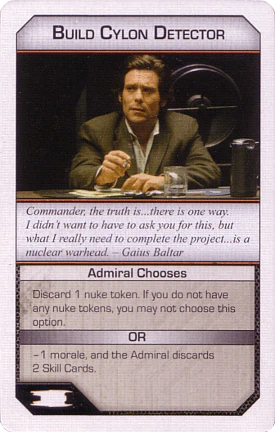 BUILD CYLON DETECTOR
Commander, the truth is...there is one way.
I didn't want to have to ask you for this, but
what I really need to complete the project...is a
nuclear warhead. – Gaius Baltar
Admiral Chooses
Discard 1 nuke token. If you do not have
any nuke tokens, you may not choose this
option.
OR
–1 morale, and the Admiral discards
2 Skill Cards.